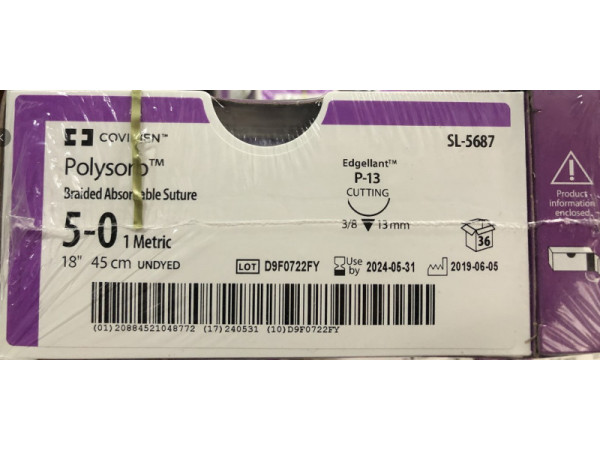 COVIDIEN™
Polysorb™
Braided Absorbable Suture
5-0 1 Metric
18" 45 cm UNDYED
SL-5687
Edgellant™
P-13
CUTTING
3/8 13 mm
36
LOT D9F0722FY
Use by 2024-05-31
2019-06-05
(01)20884521048772 (17)240531 (10)D9F0722FY
Product
information
enclosed